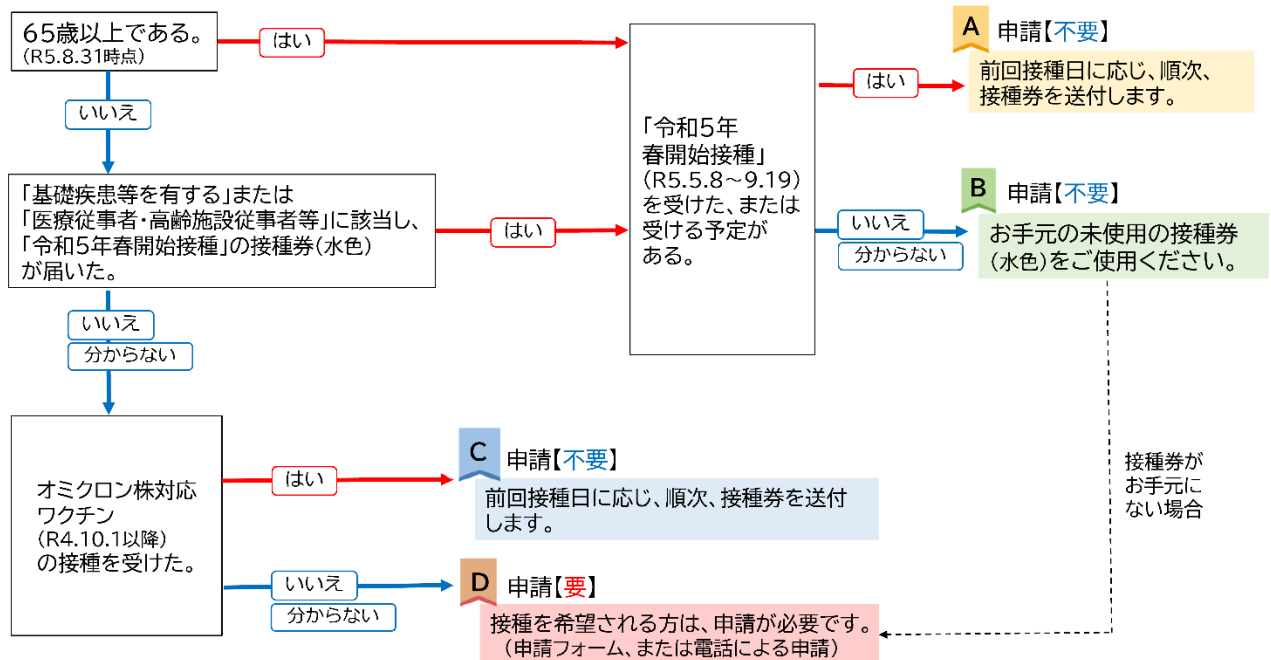 65歳以上である。
(R5.8.31時点)
はい
いいえ
「基礎疾患等を有する」または
「医療従事者・高齢施設従事者等」に該当し、
「令和5年春開始接種」の接種券(水色)
が届いた。
はい
いいえ
分からない
「令和5年
春開始接種」
(R5.5.8～9.19)
を受けた、または
受ける予定が
ある。
はい
いいえ
分からない
A 申請【不要】
前回接種日に応じ、順次、
接種券を送付します。
B 申請【不要】
お手元の未使用の接種券
(水色)をご使用ください。
接種券が
お手元に
ない場合
オミクロン株対応
ワクチン
(R4.10.1以降)
の接種を受けた。
はい
いいえ
分からない
C 申請【不要】
前回接種日に応じ、順次、接種券を送付
します。
D 申請【要】
接種を希望される方は、申請が必要です。
(申請フォーム、または電話による申請)